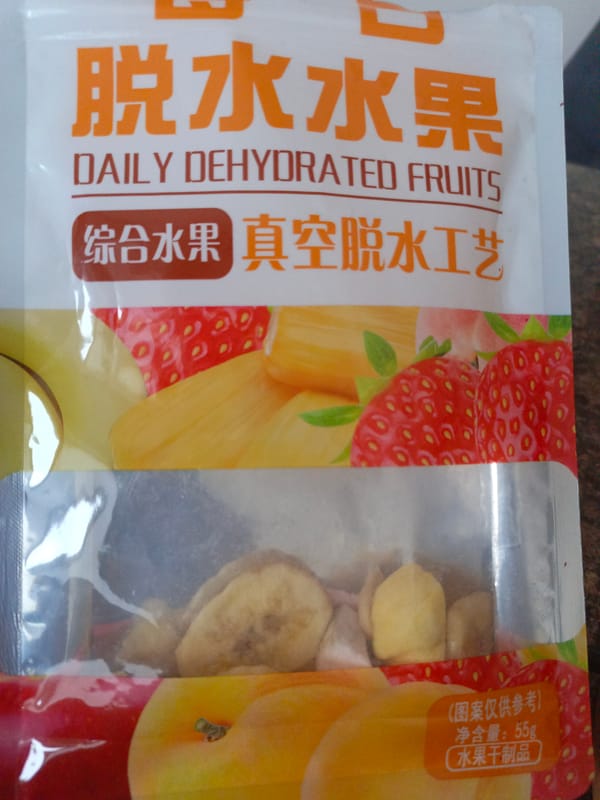 脱水水果
DAILY DEHYDRATED FRUITS
综合水果 真空脱水工艺
(图案仅供参考)
净含量：55g
水果干制品